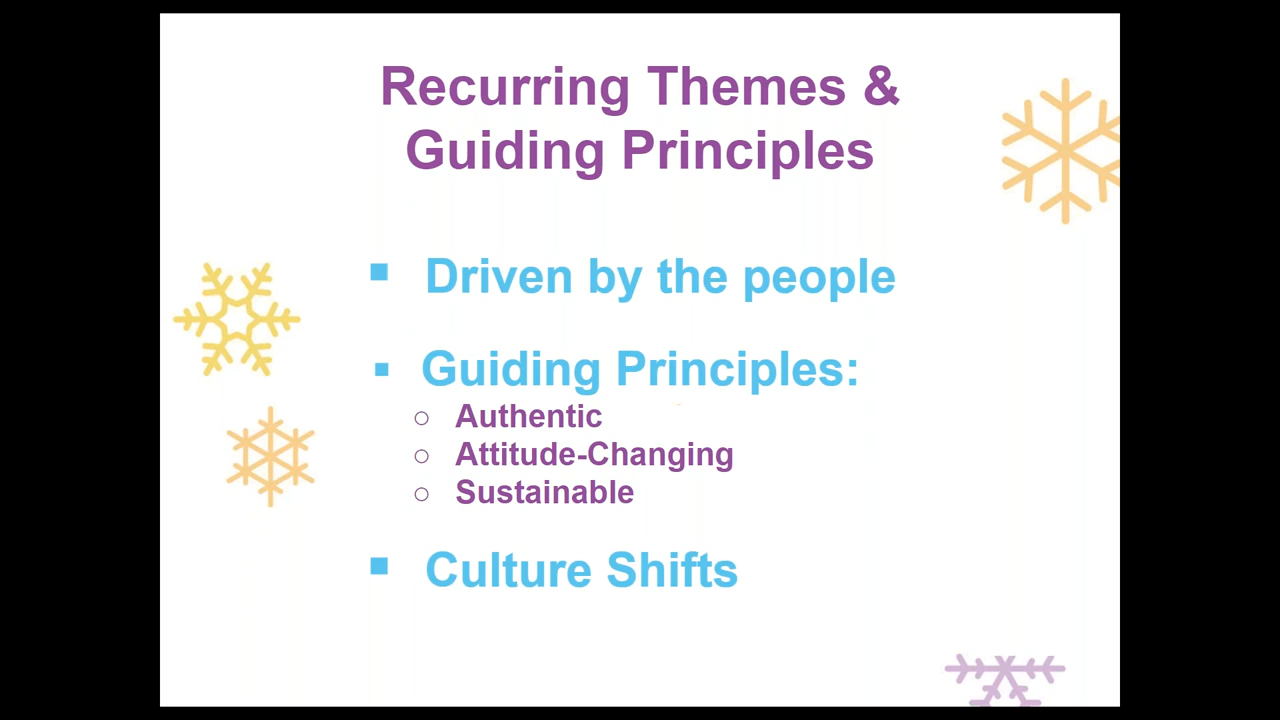 Recurring Themes &
Guiding Principles
▪ Driven by the people
▪ Guiding Principles:
○ Authentic
○ Attitude-Changing
○ Sustainable
▪ Culture Shifts